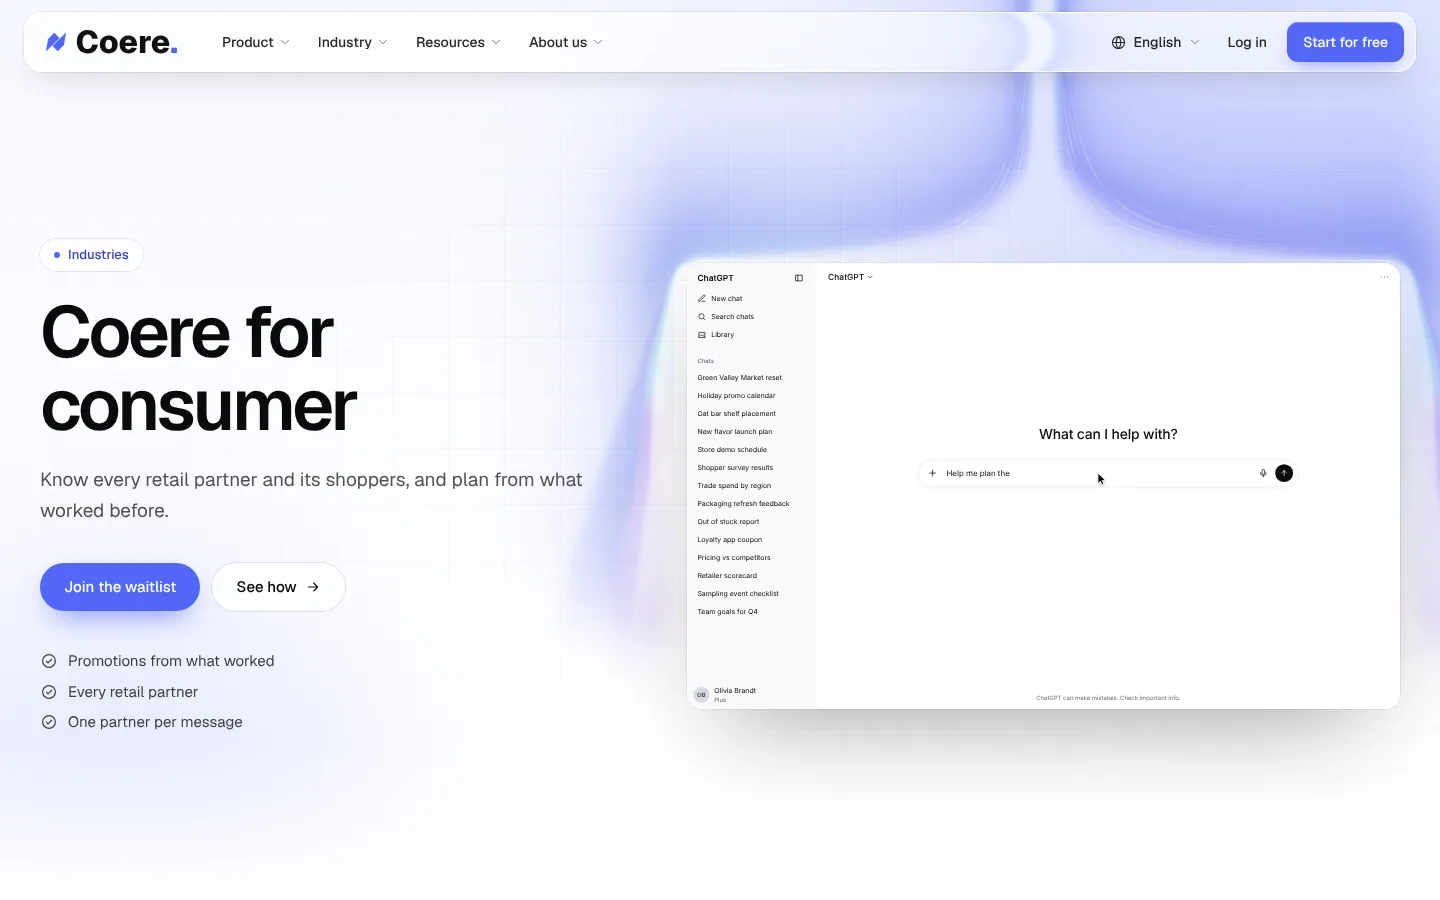 Coere.
Product
Industry
Resources
About us
English
Log in
Start for free
Industries
Coere for
consumer
Know every retail partner and its shoppers, and plan from what
worked before.
Join the waitlist
See how
Promotions from what worked
Every retail partner
One partner per message
ChatGPT
New chat
Search chats
Library
Chats
Green Valley Market reset
Holiday promo calendar
Oat bar shelf placement
New flavor launch plan
Store demo schedule
Shopper survey results
Trade spend by region
Packaging refresh feedback
Out of stock report
Loyalty app coupon
Pricing vs competitors
Retailer scorecard
Sampling event checklist
Team goals for Q4
OB
Olivia Brandt
Plus
ChatGPT
What can I help with?
Help me plan the
ChatGPT can make mistakes. Check important info.